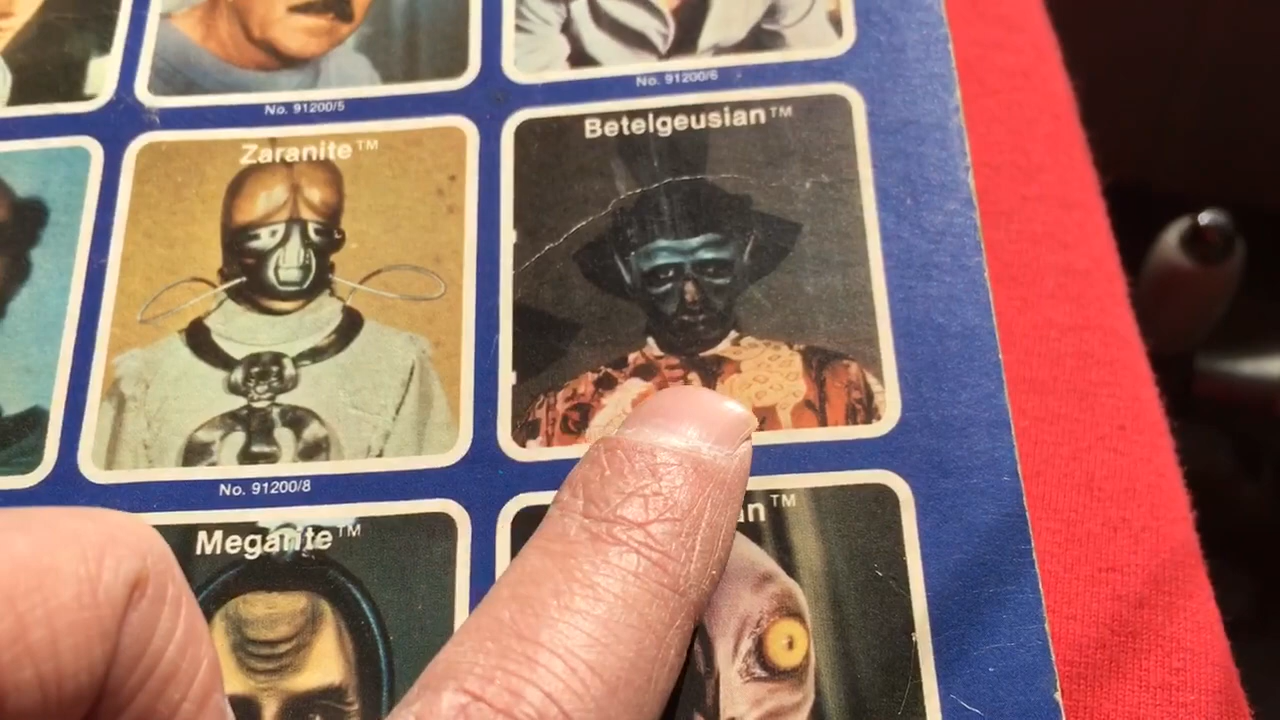 No. 91200/5
No. 91200/6
Zaranite™
Betelgeusian™
No. 91200/8
Megarite™
an™